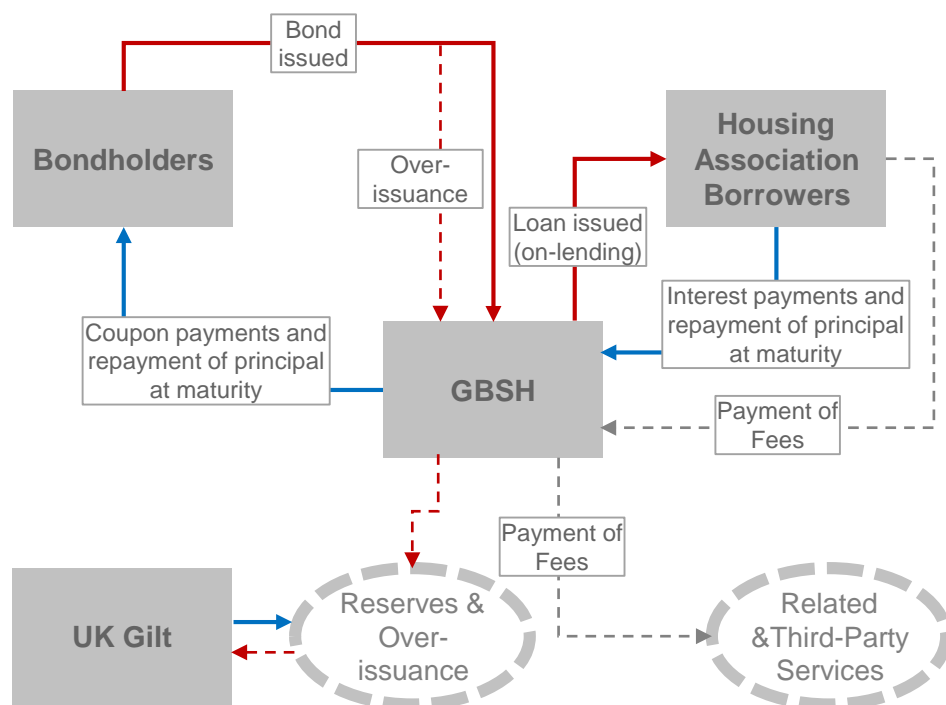 Bond
issued
Bondholders
Housing
Association
Borrowers
Over-
issuance
Loan issued
(on-lending)
Interest payments and
repayment of principal
at maturity
Coupon payments and
repayment of principal
at maturity
GBSH
Payment of
Fees
Payment of
Fees
UK Gilt
Reserves &
Over-
issuance
Related
&Third-Party
Services